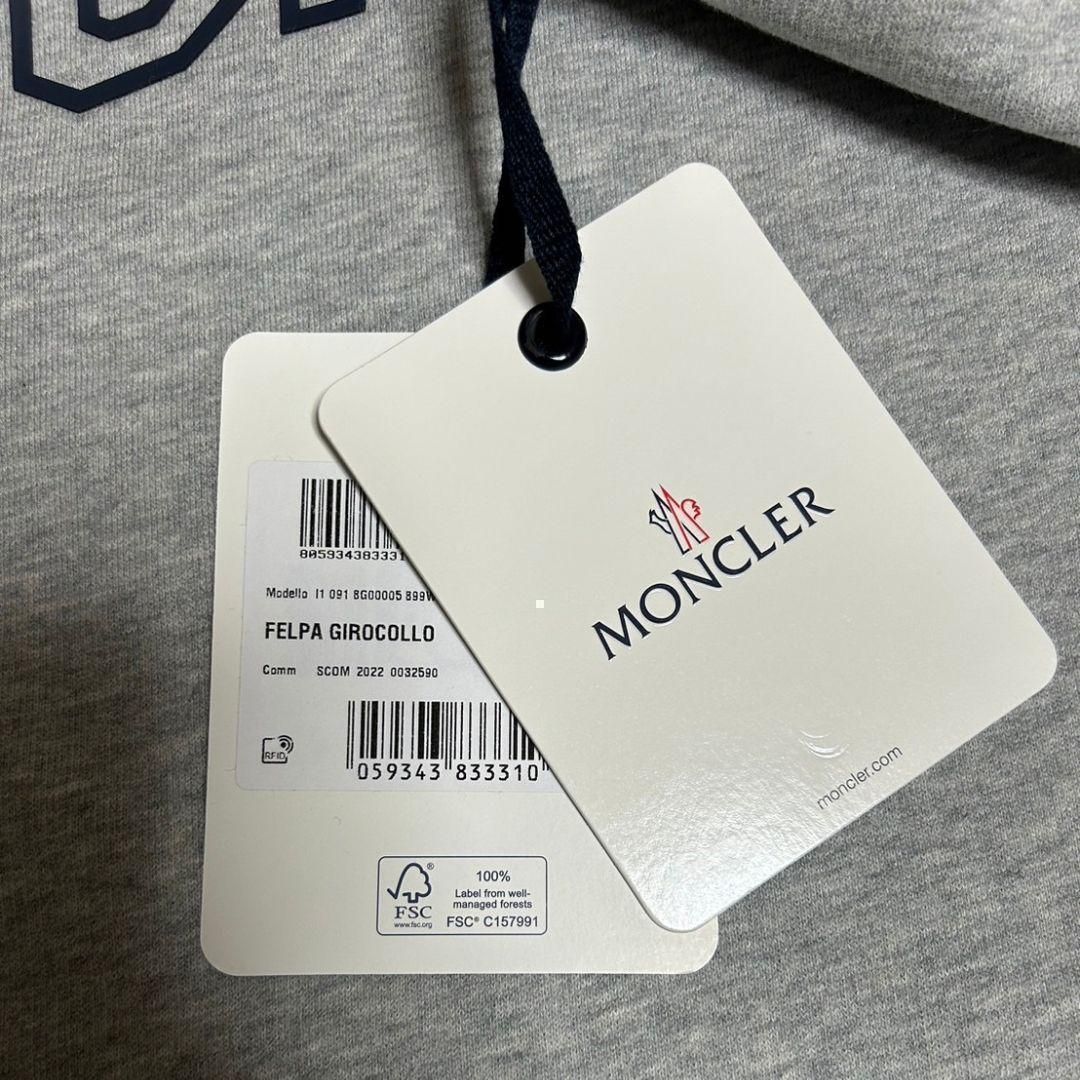 MONCLER
moncler.com
80593438333
Modello I1 091 8G00005 899W
FELPA GIROCOLLO
Comm SCOM 2022 0032590
RFID
059343 833310
FSC®
www.fsc.org
100%
Label from well-
managed forests
FSC® C157991